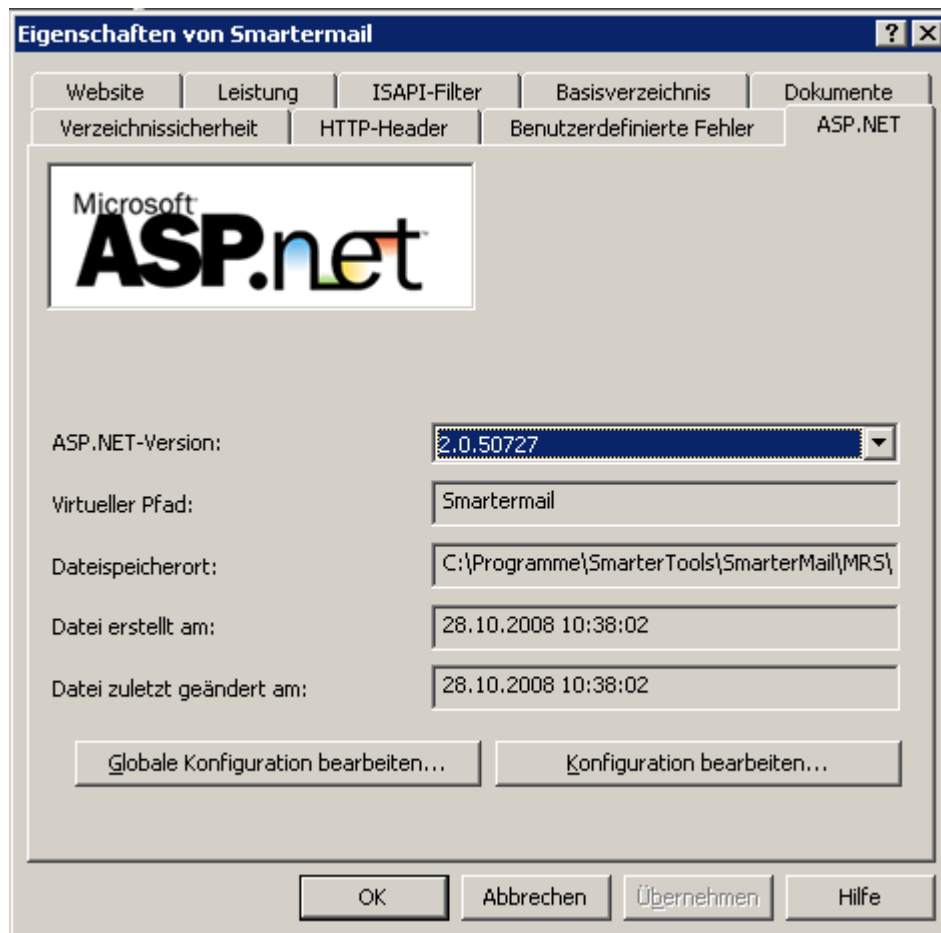 Eigenschaften von Smartermail
Website Leistung ISAPI-Filter Basisverzeichnis Dokumente
Verzeichnissicherheit HTTP-Header Benutzerdefinierte Fehler ASP.NET
Microsoft
ASP.net
ASP.NET-Version: 2.0.50727
Virtueller Pfad: Smartermail
Dateispeicherort: C:\Programme\SmarterTools\SmarterMail\MRS\
Datei erstellt am: 28.10.2008 10:38:02
Datei zuletzt geändert am: 28.10.2008 10:38:02
Globale Konfiguration bearbeiten... Konfiguration bearbeiten...
OK Abbrechen Übernehmen Hilfe